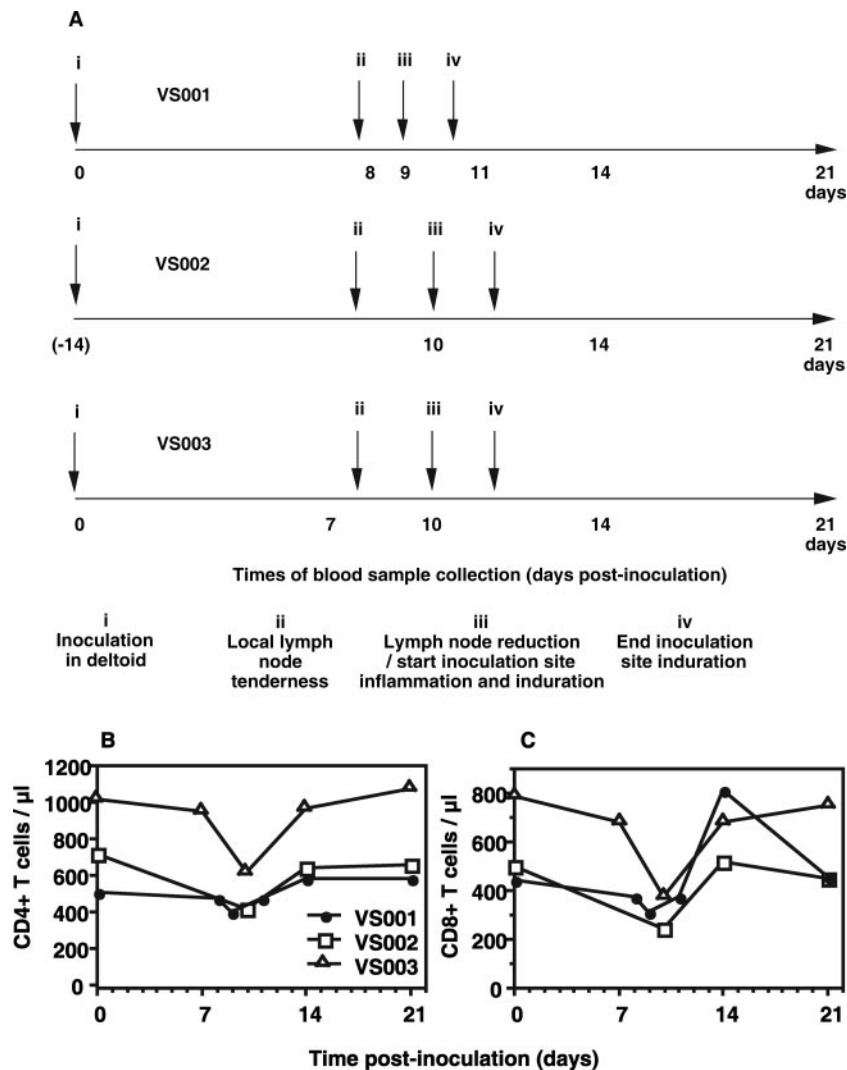 A
i ii iii iv
VS001
0 8 9 11 14 21
days
i ii iii iv
VS002
(-14) 10 14 21
days
i ii iii iv
VS003
0 7 10 14 21
days
Times of blood sample collection (days post-inoculation)
i ii iii iv
Inoculation Local lymph Lymph node reduction End inoculation
in deltoid node / start inoculation site site induration
tenderness inflammation and induration
B
CD4+ T cells / µl
1200
1000
800
600
400
200
0
0 7 14 21
VS001
VS002
VS003
C
CD8+ T cells / µl
800
600
400
200
0
0 7 14 21
Time post-inoculation (days)